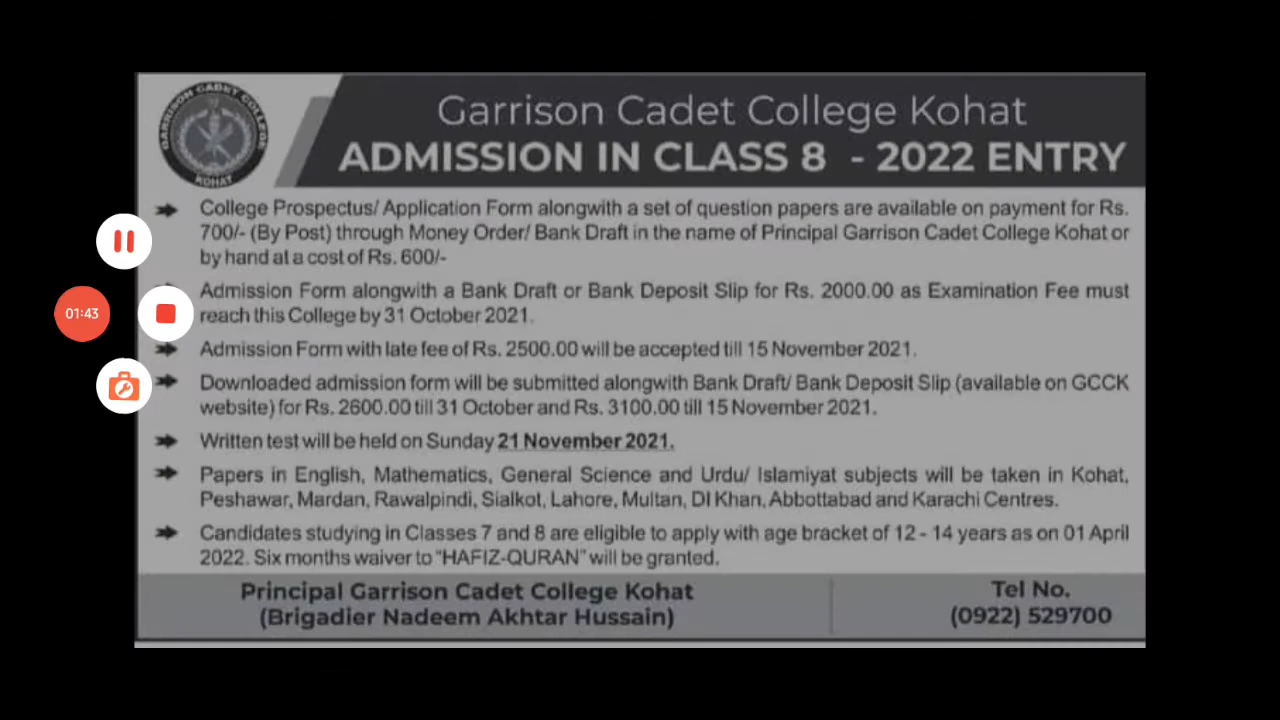 GARRISON CADET COLLEGE
KOHAT
Garrison Cadet College Kohat
ADMISSION IN CLASS 8 - 2022 ENTRY
College Prospectus/ Application Form alongwith a set of question papers are available on payment for Rs.
700/- (By Post) through Money Order/ Bank Draft in the name of Principal Garrison Cadet College Kohat or
by hand at a cost of Rs. 600/-
Admission Form alongwith a Bank Draft or Bank Deposit Slip for Rs. 2000.00 as Examination Fee must
01:43
reach this College by 31 October 2021.
Admission Form with late fee of Rs. 2500.00 will be accepted till 15 November 2021.
Downloaded admission form will be submitted alongwith Bank Draft/ Bank Deposit Slip (available on GCCK
website) for Rs. 2600.00 till 31 October and Rs. 3100.00 till 15 November 2021.
Written test will be held on Sunday 21 November 2021.
Papers in English, Mathematics, General Science and Urdu/ Islamiyat subjects will be taken in Kohat,
Peshawar, Mardan, Rawalpindi, Sialkot, Lahore, Multan, DI Khan, Abbottabad and Karachi Centres.
Candidates studying in Classes 7 and 8 are eligible to apply with age bracket of 12 - 14 years as on 01 April
2022. Six months waiver to "HAFIZ-QURAN" will be granted.
Principal Garrison Cadet College Kohat
(Brigadier Nadeem Akhtar Hussain)
Tel No.
(0922) 529700